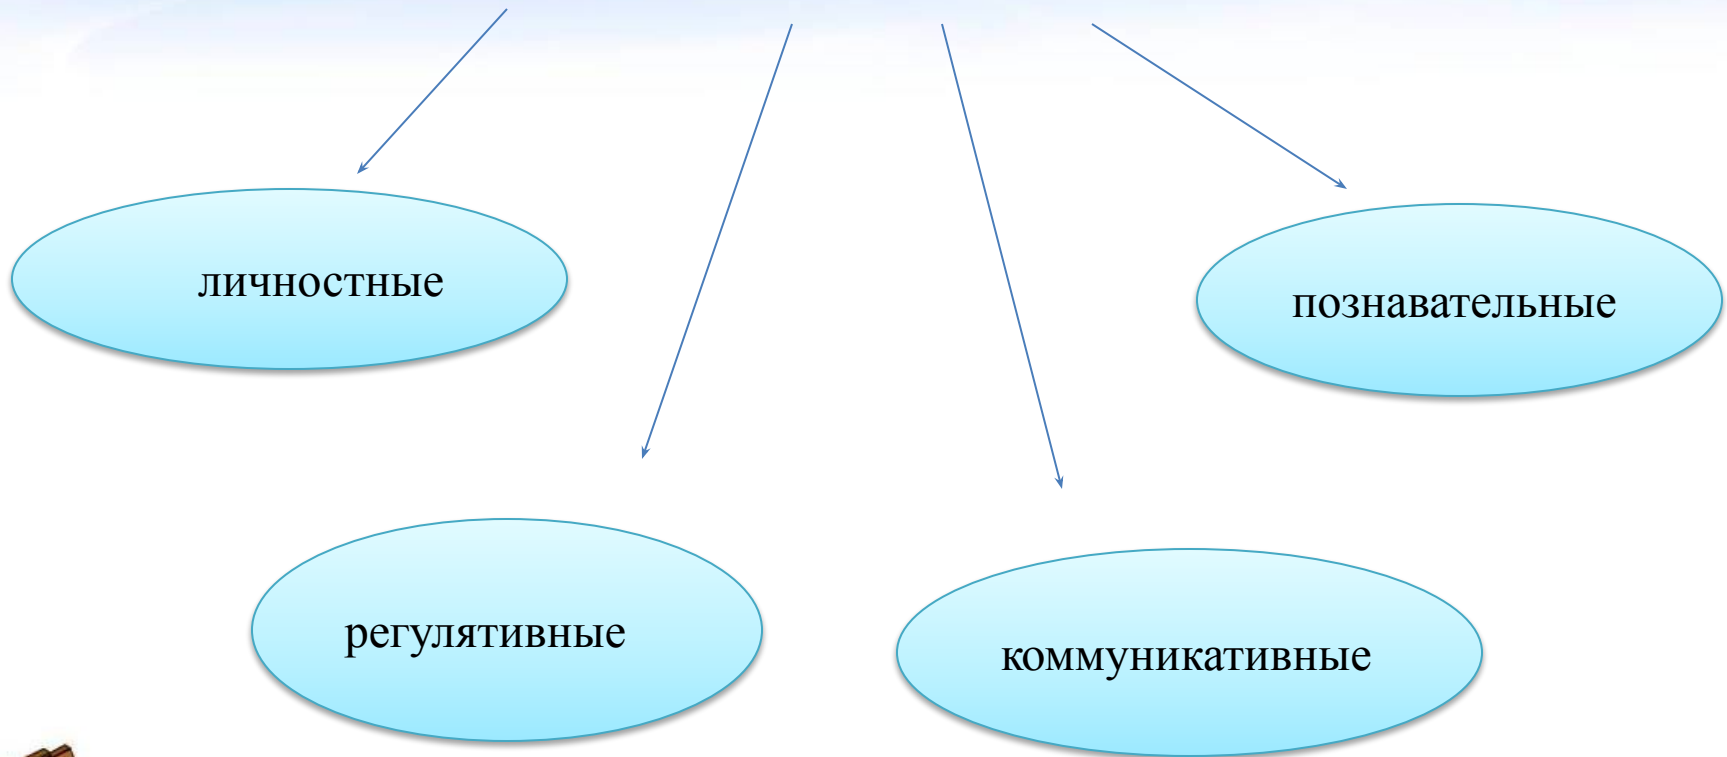 личностные
познавательные
регулятивные
коммуникативные